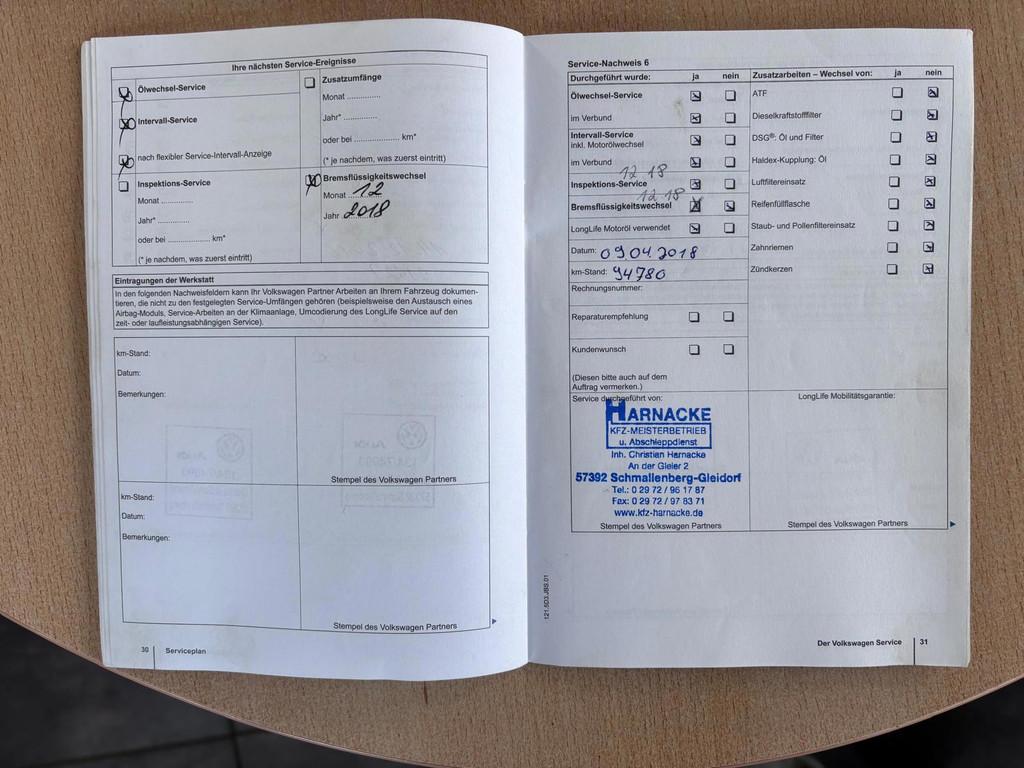 Ihre nächsten Service-Ereignisse
Ölwechsel-Service
Intervall-Service
nach flexibler Service-Intervall-Anzeige
Inspektions-Service
Monat ............
Jahr* ............
oder bei ................ km*
(* je nachdem, was zuerst eintritt)
Zusatzumfänge
Monat ............
Jahr* ............
oder bei ................ km*
(* je nachdem, was zuerst eintritt)
Bremsflüssigkeitswechsel
Monat 12
Jahr 2018
Eintragungen der Werkstatt
In den folgenden Nachweisfeldern kann Ihr Volkswagen Partner Arbeiten an Ihrem Fahrzeug dokumen-
tieren, die nicht zu den festgelegten Service-Umfängen gehören (beispielsweise den Austausch eines
Airbag-Moduls, Service-Arbeiten an der Klimaanlage, Umcodierung des LongLife Service auf den
zeit- oder laufleistungsabhängigen Service).
km-Stand:
Datum:
Bemerkungen:
Stempel des Volkswagen Partners
km-Stand:
Datum:
Bemerkungen:
Stempel des Volkswagen Partners
30 Serviceplan
Service-Nachweis 6
Durchgeführt wurde: ja nein
Ölwechsel-Service
im Verbund
Intervall-Service
inkl. Motorölwechsel
im Verbund
12 18
Inspektions-Service
12 18
Bremsflüssigkeitswechsel
LongLife Motoröl verwendet
Datum: 09.04.2018
km-Stand: 94780
Rechnungsnummer:
Reparaturempfehlung
Kundenwunsch
(Diesen bitte auch auf dem
Auftrag vermerken.)
Zusatzarbeiten – Wechsel von: ja nein
ATF
Dieselkraftstofffilter
DSG®: Öl und Filter
Haldex-Kupplung: Öl
Luftfiltereinsatz
Reifenfüllflasche
Staub- und Pollenfiltereinsatz
Zahnriemen
Zündkerzen
Service durchgeführt von:
HARNACKE
KFZ-MEISTERBETRIEB
u. Abschleppdienst
Inh. Christian Harnacke
An der Gleier 2
57392 Schmallenberg-Gleidorf
Tel.: 0 29 72 / 96 17 87
Fax: 0 29 72 / 97 83 71
www.kfz-harnacke.de
Stempel des Volkswagen Partners
LongLife Mobilitätsgarantie:
Stempel des Volkswagen Partners
121.5D3.JBS.01
Der Volkswagen Service 31